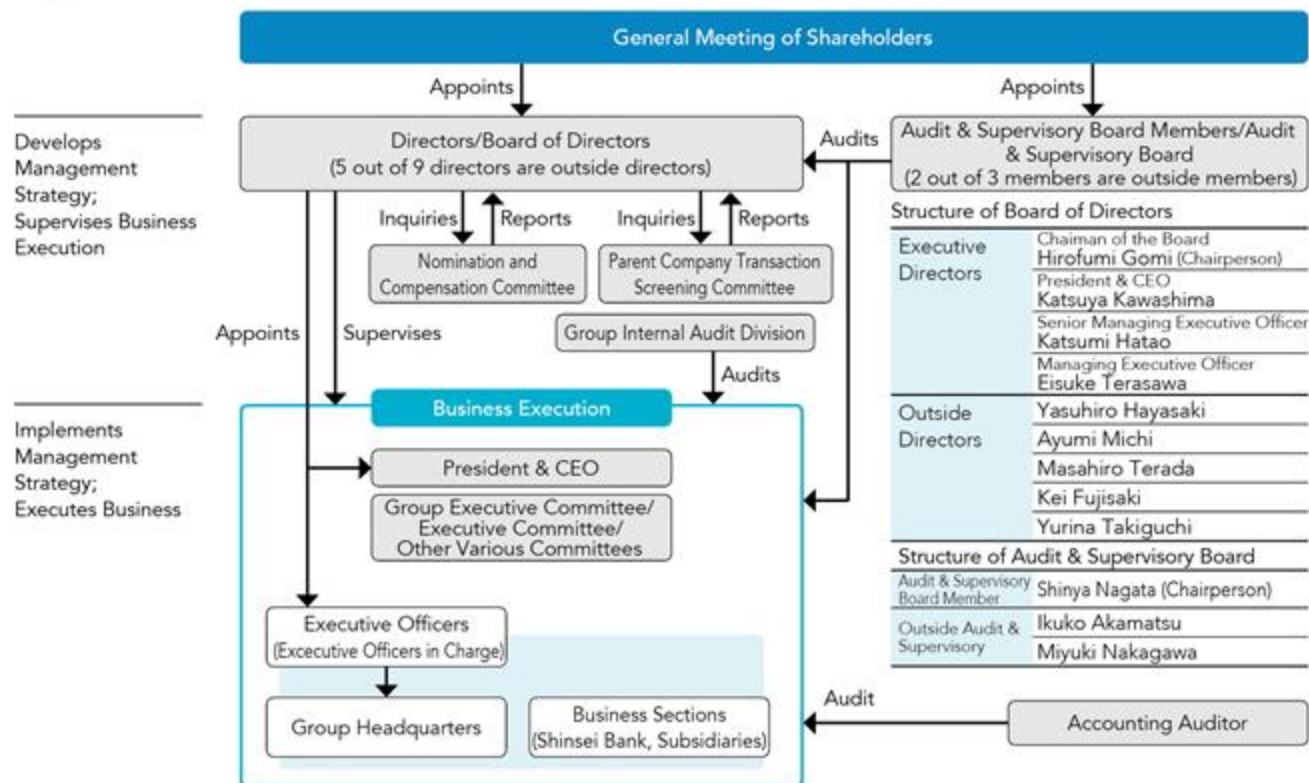 General Meeting of Shareholders
Appoints
Appoints
Develops
Management
Strategy;
Supervises Business
Execution
Directors/Board of Directors
(5 out of 9 directors are outside directors)
Audits
Audit & Supervisory Board Members/Audit
& Supervisory Board
(2 out of 3 members are outside members)
Inquiries
Reports
Inquiries
Reports
Nomination and
Compensation Committee
Parent Company Transaction
Screening Committee
Appoints
Supervises
Group Internal Audit Division
Audits
Structure of Board of Directors
Executive
Directors
Chaiman of the Board
Hirofumi Gomi (Chairperson)
President & CEO
Katsuya Kawashima
Senior Managing Executive Officer
Katsumi Hatao
Managing Executive Officer
Eisuke Terasawa
Outside
Directors
Yasuhiro Hayasaki
Ayumi Michi
Masahiro Terada
Kei Fujisaki
Yurina Takiguchi
Structure of Audit & Supervisory Board
Audit & Supervisory
Board Member
Shinya Nagata (Chairperson)
Outside Audit &
Supervisory
Ikuko Akamatsu
Miyuki Nakagawa
Implements
Management
Strategy;
Executes Business
Business Execution
President & CEO
Group Executive Committee/
Executive Committee/
Other Various Committees
Executive Officers
(Excecutive Officers in Charge)
Group Headquarters
Business Sections
(Shinsei Bank, Subsidiaries)
Audit
Accounting Auditor